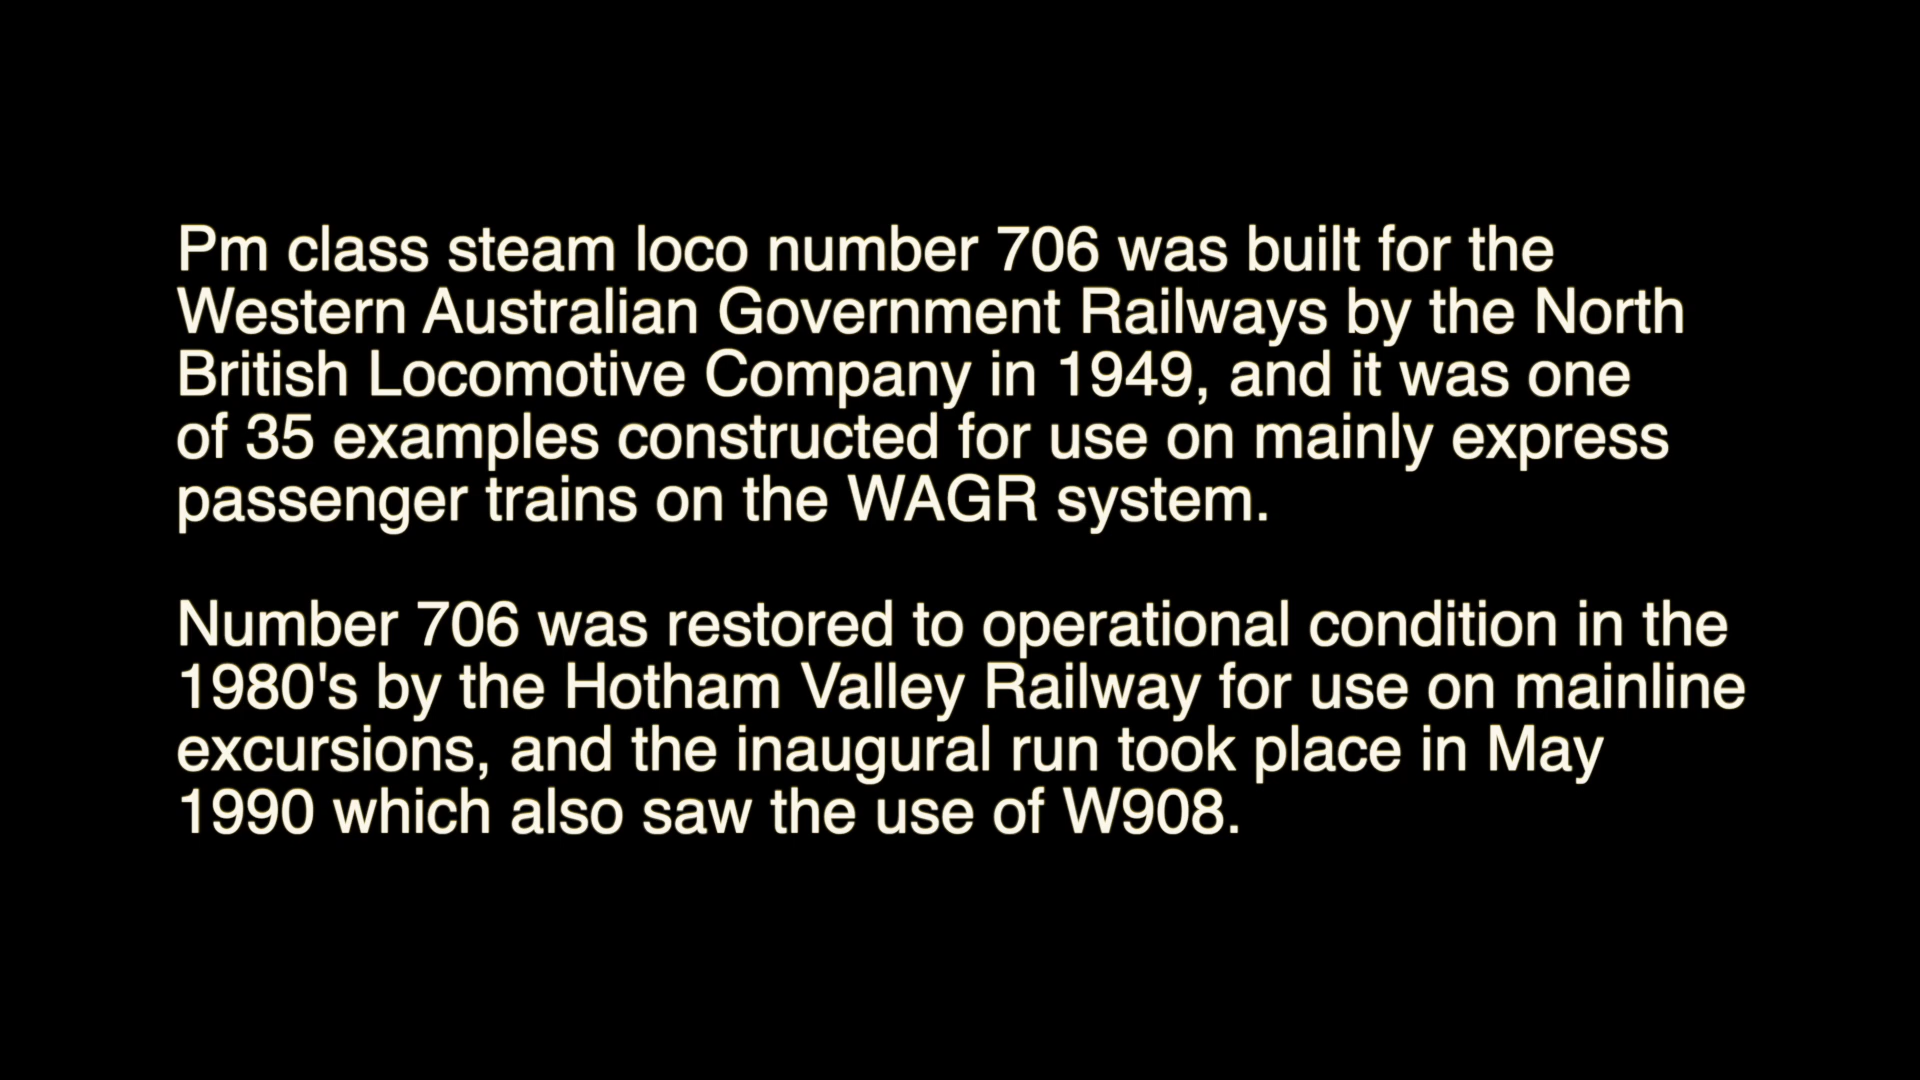 Pm class steam loco number 706 was built for the
Western Australian Government Railways by the North
British Locomotive Company in 1949, and it was one
of 35 examples constructed for use on mainly express
passenger trains on the WAGR system.
Number 706 was restored to operational condition in the
1980's by the Hotham Valley Railway for use on mainline
excursions, and the inaugural run took place in May
1990 which also saw the use of W908.